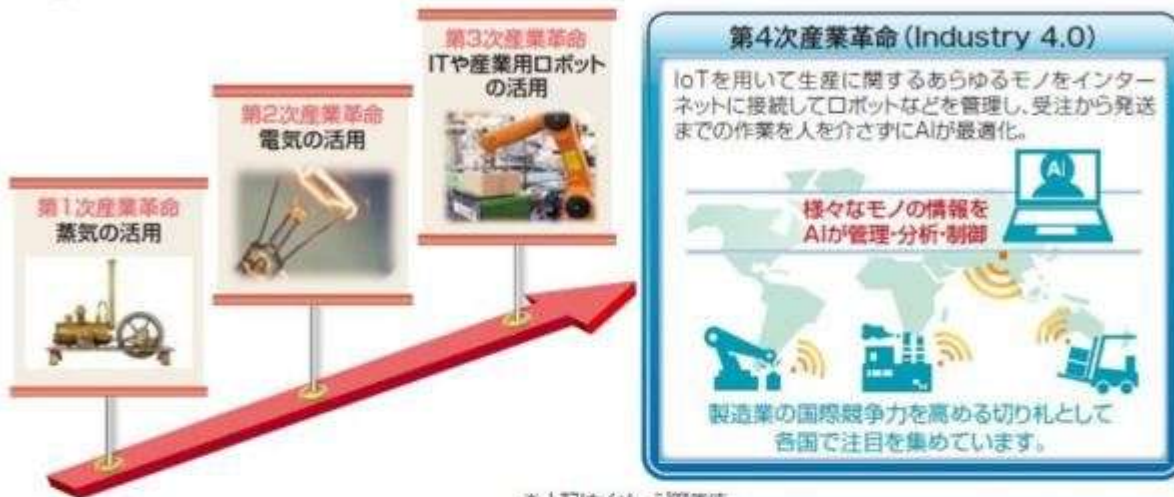 第1次産業革命
蒸気の活用
第2次産業革命
電気の活用
第3次産業革命
ITや産業用ロボット
の活用
第4次産業革命(Industry 4.0)
IoTを用いて生産に関するあらゆるモノをインター
ネットに接続してロボットなどを管理し、受注から発送
までの作業を人を介さずにAIが最適化。
AI
様々なモノの情報を
AIが管理・分析・制御
製造業の国際競争力を高める切り札として
各国で注目を集めています。